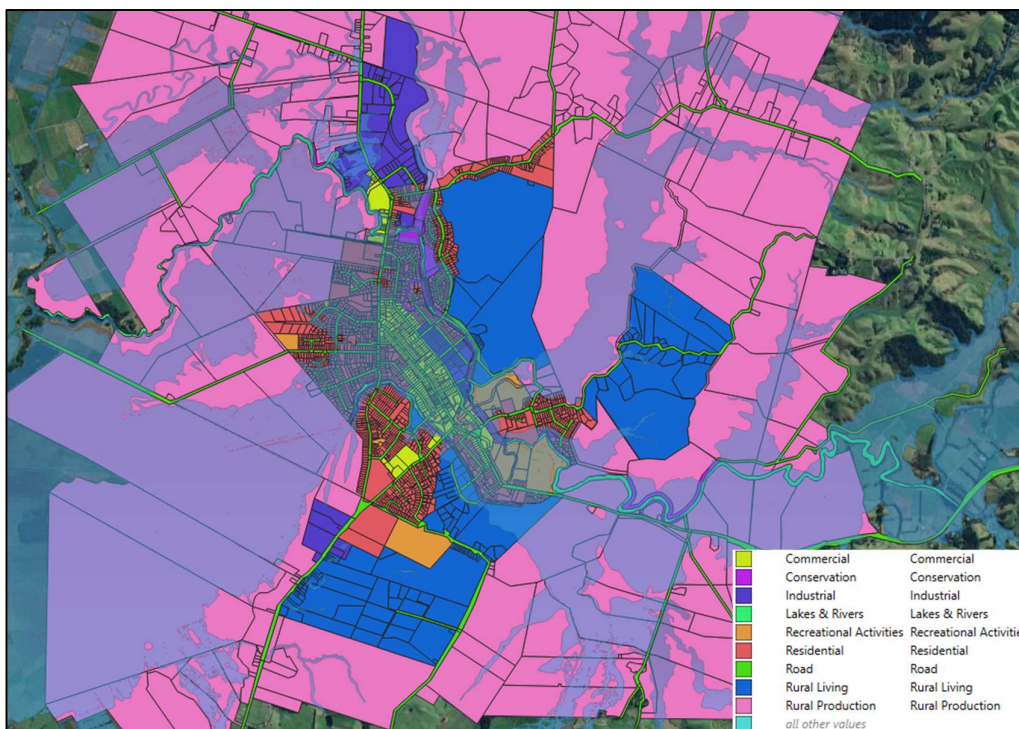 Commercial Commercial
Conservation Conservation
Industrial Industrial
Lakes & Rivers Lakes & Rivers
Recreational Activities Recreational Activitie
Residential Residential
Road Road
Rural Living Rural Living
Rural Production Rural Production
all other values